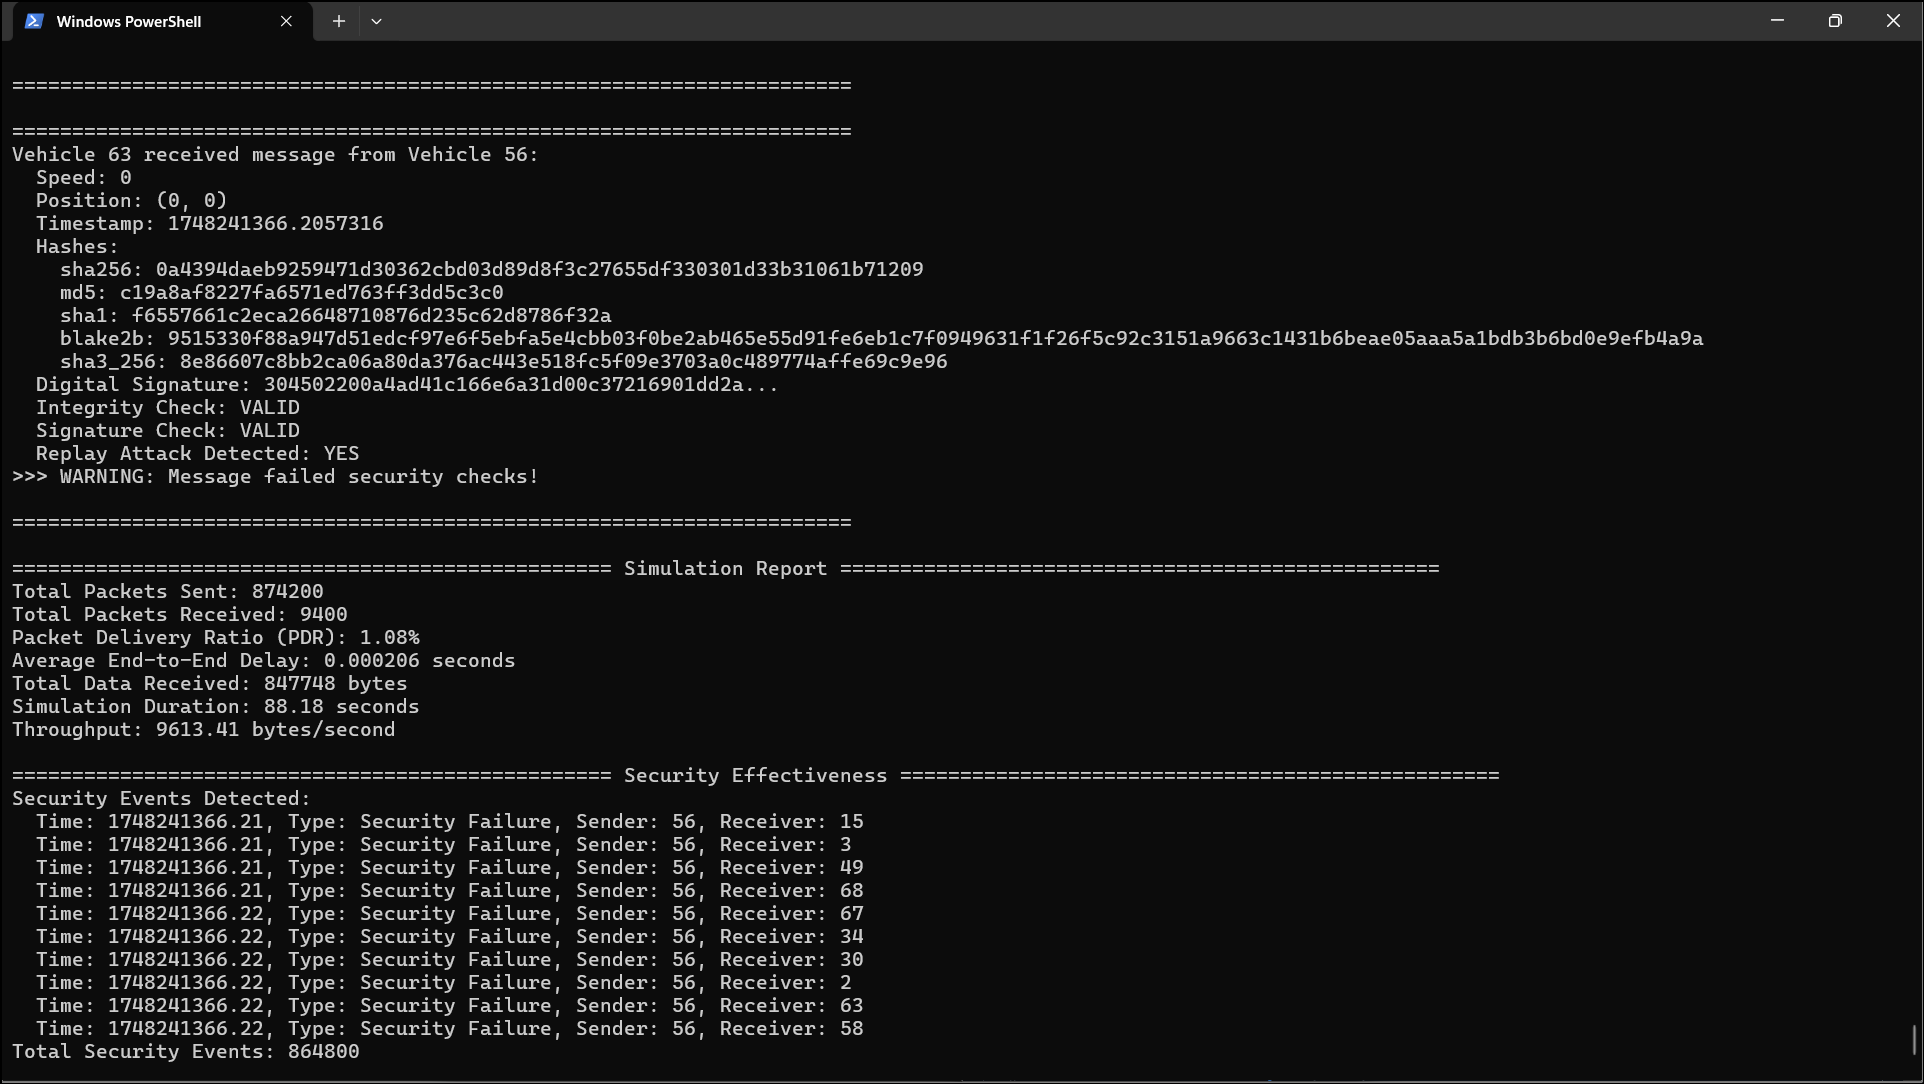 Windows PowerShell
======================================================================
======================================================================
Vehicle 63 received message from Vehicle 56:
  Speed: 0
  Position: (0, 0)
  Timestamp: 1748241366.2057316
  Hashes:
    sha256: 0a4394daeb9259471d30362cbd03d89d8f3c27655df330301d33b31061b71209
    md5: c19a8af8227fa6571ed763ff3dd5c3c0
    sha1: f6557661c2eca26648710876d235c62d8786f32a
    blake2b: 9515330f88a947d51edcf97e6f5ebfa5e4cbb03f0be2ab465e55d91fe6eb1c7f0949631f1f26f5c92c3151a9663c1431b6beae05aaa5a1bdb3b6bd0e9efb4a9a
    sha3_256: 8e86607c8bb2ca06a80da376ac443e518fc5f09e3703a0c489774affe69c9e96
  Digital Signature: 304502200a4ad41c166e6a31d00c37216901dd2a...
  Integrity Check: VALID
  Signature Check: VALID
  Replay Attack Detected: YES
>>> WARNING: Message failed security checks!
======================================================================
================================================== Simulation Report ==================================================
Total Packets Sent: 874200
Total Packets Received: 9400
Packet Delivery Ratio (PDR): 1.08%
Average End-to-End Delay: 0.000206 seconds
Total Data Received: 847748 bytes
Simulation Duration: 88.18 seconds
Throughput: 9613.41 bytes/second
================================================== Security Effectiveness ==================================================
Security Events Detected:
  Time: 1748241366.21, Type: Security Failure, Sender: 56, Receiver: 15
  Time: 1748241366.21, Type: Security Failure, Sender: 56, Receiver: 3
  Time: 1748241366.21, Type: Security Failure, Sender: 56, Receiver: 49
  Time: 1748241366.21, Type: Security Failure, Sender: 56, Receiver: 68
  Time: 1748241366.22, Type: Security Failure, Sender: 56, Receiver: 67
  Time: 1748241366.22, Type: Security Failure, Sender: 56, Receiver: 34
  Time: 1748241366.22, Type: Security Failure, Sender: 56, Receiver: 30
  Time: 1748241366.22, Type: Security Failure, Sender: 56, Receiver: 2
  Time: 1748241366.22, Type: Security Failure, Sender: 56, Receiver: 63
  Time: 1748241366.22, Type: Security Failure, Sender: 56, Receiver: 58
Total Security Events: 864800